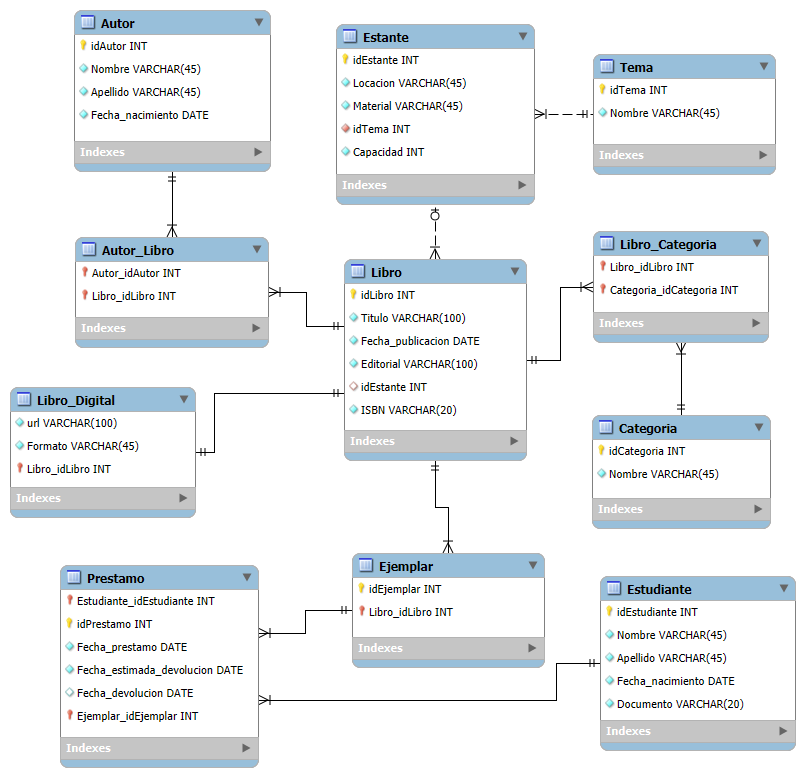 Autor
idAutor INT
Nombre VARCHAR(45)
Apellido VARCHAR(45)
Fecha_nacimiento DATE
Indexes
Estante
idEstante INT
Locacion VARCHAR(45)
Material VARCHAR(45)
idTema INT
Capacidad INT
Indexes
Tema
idTema INT
Nombre VARCHAR(45)
Indexes
Autor_Libro
Autor_idAutor INT
Libro_idLibro INT
Indexes
Libro
idLibro INT
Titulo VARCHAR(100)
Fecha_publicacion DATE
Editorial VARCHAR(100)
idEstante INT
ISBN VARCHAR(20)
Indexes
Libro_Categoria
Libro_idLibro INT
Categoria_idCategoria INT
Indexes
Libro_Digital
url VARCHAR(100)
Formato VARCHAR(45)
Libro_idLibro INT
Indexes
Categoria
idCategoria INT
Nombre VARCHAR(45)
Indexes
Prestamo
Estudiante_idEstudiante INT
idPrestamo INT
Fecha_prestamo DATE
Fecha_estimada_devolucion DATE
Fecha_devolucion DATE
Ejemplar_idEjemplar INT
Indexes
Ejemplar
idEjemplar INT
Libro_idLibro INT
Indexes
Estudiante
idEstudiante INT
Nombre VARCHAR(45)
Apellido VARCHAR(45)
Fecha_nacimiento DATE
Documento VARCHAR(20)
Indexes